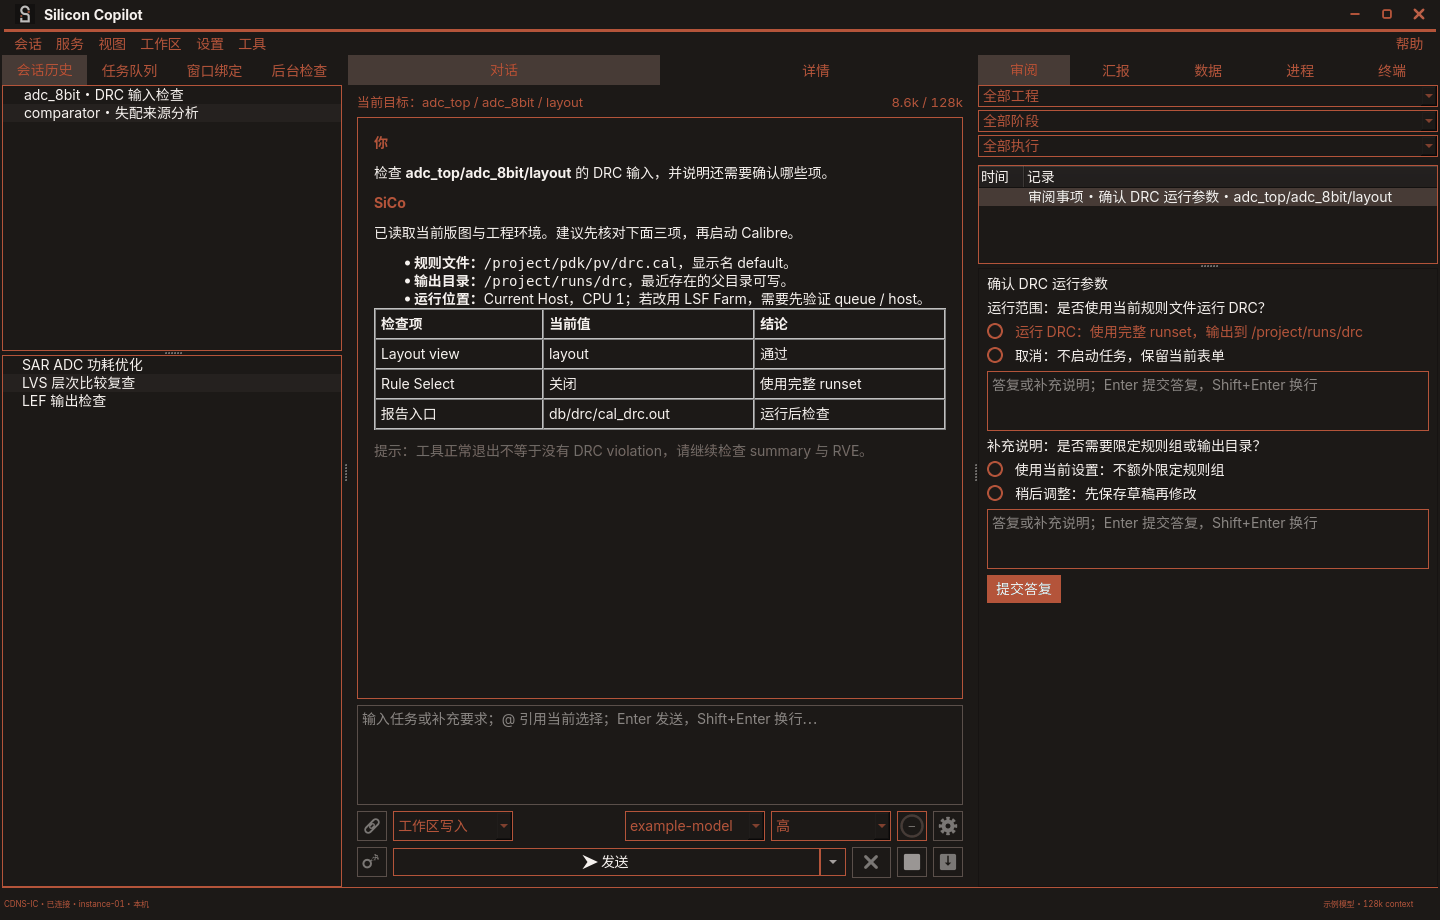 Silicon Copilot
会话 服务 视图 工作区 设置 工具 帮助
会话历史 任务队列 窗口绑定 后台检查
adc_8bit・DRC 输入检查
comparator・失配来源分析
SAR ADC 功耗优化
LVS 层次比较复查
LEF 输出检查
对话 详情
当前目标：adc_top / adc_8bit / layout 8.6k / 128k
你
检查 adc_top/adc_8bit/layout 的 DRC 输入，并说明还需要确认哪些项。
SiCo
已读取当前版图与工程环境。建议先核对下面三项，再启动 Calibre。
• 规则文件：/project/pdk/pv/drc.cal，显示名 default。
• 输出目录：/project/runs/drc，最近存在的父目录可写。
• 运行位置：Current Host，CPU 1；若改用 LSF Farm，需要先验证 queue / host。
检查项 当前值 结论
Layout view layout 通过
Rule Select 关闭 使用完整 runset
报告入口 db/drc/cal_drc.out 运行后检查
提示：工具正常退出不等于没有 DRC violation，请继续检查 summary 与 RVE。
输入任务或补充要求；@ 引用当前选择；Enter 发送，Shift+Enter 换行...
工作区写入 example-model 高
发送
审阅 汇报 数据 进程 终端
全部工程
全部阶段
全部执行
时间 记录
审阅事项・确认 DRC 运行参数・adc_top/adc_8bit/layout
确认 DRC 运行参数
运行范围：是否使用当前规则文件运行 DRC？
运行 DRC：使用完整 runset，输出到 /project/runs/drc
取消：不启动任务，保留当前表单
答复或补充说明；Enter 提交答复，Shift+Enter 换行
补充说明：是否需要限定规则组或输出目录？
使用当前设置：不额外限定规则组
稍后调整：先保存草稿再修改
答复或补充说明；Enter 提交答复，Shift+Enter 换行
提交答复
CDNS-IC・已连接・instance-01・本机 示例模型・128k context